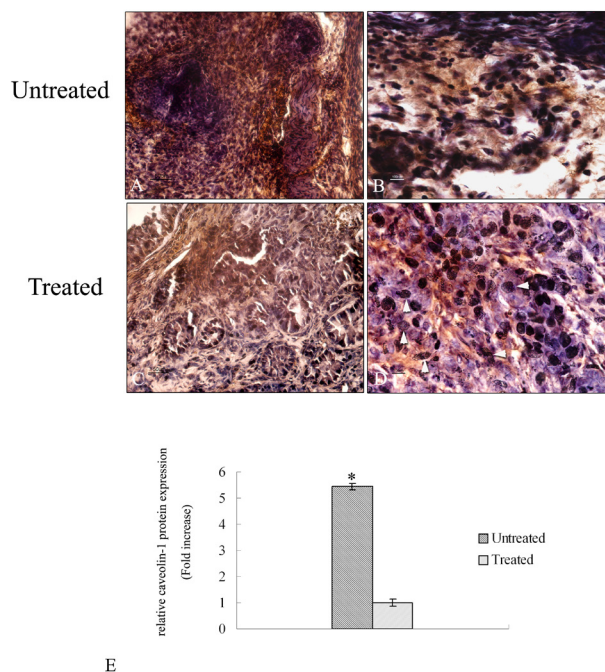 Untreated
A
B
Treated
C
D
relative caveolin-1 protein expression
(Fold increase)
6
5
4
3
2
1
0
*
Untreated
Treated
E